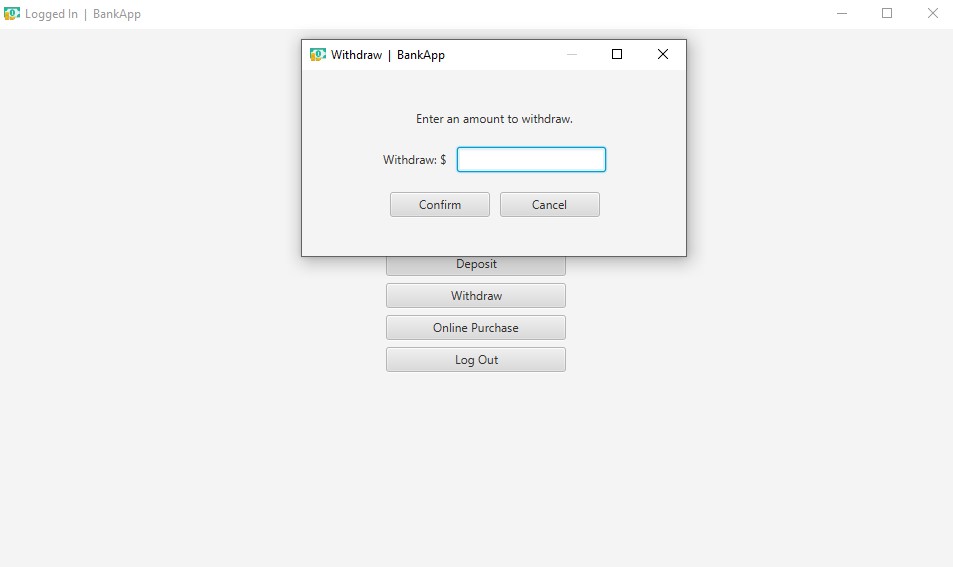 Logged In | BankApp
Withdraw | BankApp
Enter an amount to withdraw.
Withdraw: $
Confirm Cancel
Deposit
Withdraw
Online Purchase
Log Out